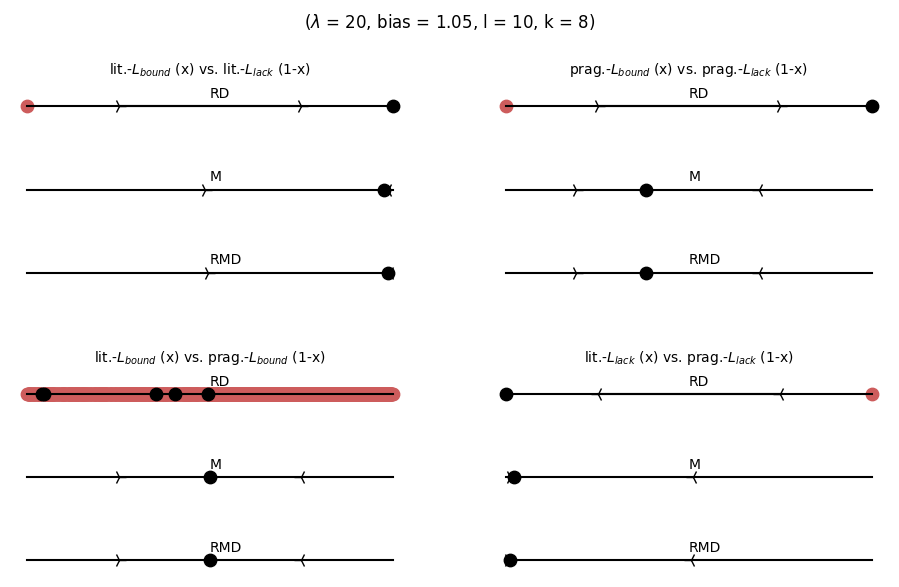 (λ = 20, bias = 1.05, l = 10, k = 8)
lit.-L_bound (x) vs. lit.-L_lack (1-x)
RD
M
RMD
prag.-L_bound (x) vs. prag.-L_lack (1-x)
RD
M
RMD
lit.-L_bound (x) vs. prag.-L_bound (1-x)
RD
M
RMD
lit.-L_lack (x) vs. prag.-L_lack (1-x)
RD
M
RMD